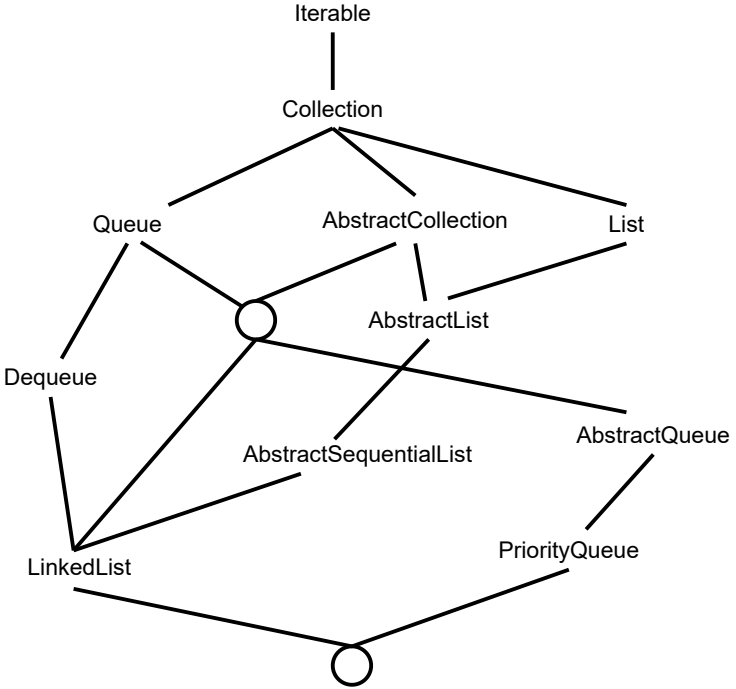 Iterable
Collection
Queue
AbstractCollection
List
AbstractList
Dequeue
AbstractQueue
AbstractSequentialList
PriorityQueue
LinkedList